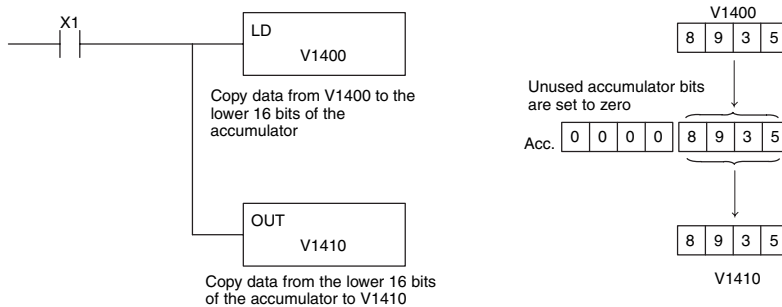 X1
LD
V1400
Copy data from V1400 to the
lower 16 bits of the
accumulator
OUT
V1410
Copy data from the lower 16 bits
of the accumulator to V1410
V1400
8 9 3 5
Unused accumulator bits
are set to zero
Acc. 0 0 0 0 8 9 3 5
8 9 3 5
V1410